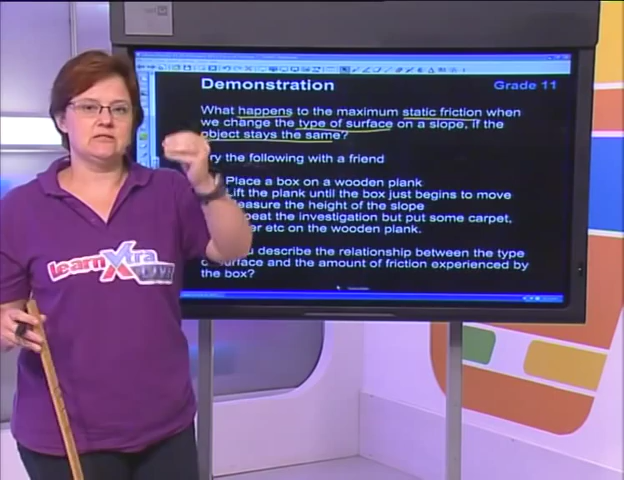 Demonstration
Grade 11
What happens to the maximum static friction when
we change the type of surface on a slope, if the
object stays the same?
ry the following with a friend
Place a box on a wooden plank
Lift the plank until the box just begins to move
easure the height of the slope
peat the investigation but put some carpet,
er etc on the wooden plank.
u describe the relationship between the type
surface and the amount of friction experienced by
the box?
learnXtra
LIVE